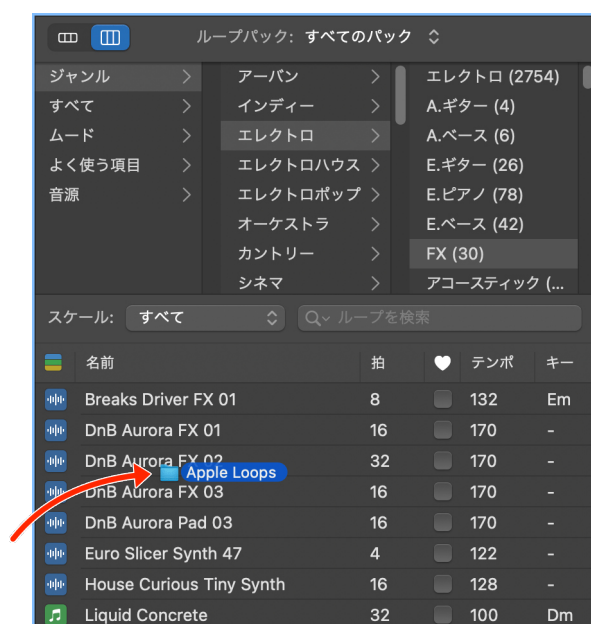 ループパック: すべてのパック
ジャンル
すべて
ムード
よく使う項目
音源
アーバン
インディー
エレクトロ
エレクトロハウス
エレクトロポップ
オーケストラ
カントリー
シネマ
エレクトロ (2754)
A.ギター (4)
A.ベース (6)
E.ギター (26)
E.ピアノ (78)
E.ベース (42)
FX (30)
アコースティック (...
スケール: すべて ループを検索
名前 拍 テンポ キー
Breaks Driver FX 01 8 132 Em
DnB Aurora FX 01 16 170 -
DnB Aurora FX 02 32 170 -
Apple Loops
DnB Aurora FX 03 16 170 -
DnB Aurora Pad 03 16 170 -
Euro Slicer Synth 47 4 122 -
House Curious Tiny Synth 16 128 -
Liquid Concrete 32 100 Dm